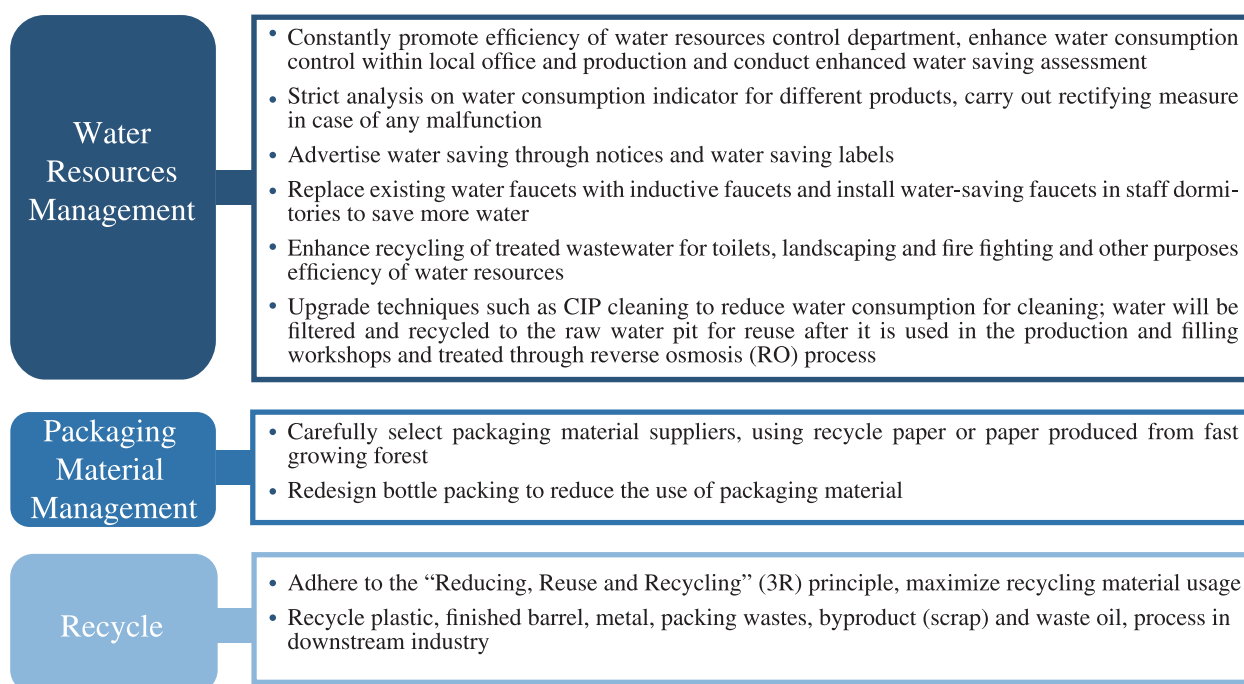 Water
Resources
Management
• Constantly promote efficiency of water resources control department, enhance water consumption
control within local office and production and conduct enhanced water saving assessment
• Strict analysis on water consumption indicator for different products, carry out rectifying measure
in case of any malfunction
• Advertise water saving through notices and water saving labels
• Replace existing water faucets with inductive faucets and install water-saving faucets in staff dormi-
tories to save more water
• Enhance recycling of treated wastewater for toilets, landscaping and fire fighting and other purposes
efficiency of water resources
• Upgrade techniques such as CIP cleaning to reduce water consumption for cleaning; water will be
filtered and recycled to the raw water pit for reuse after it is used in the production and filling
workshops and treated through reverse osmosis (RO) process
Packaging
Material
Management
• Carefully select packaging material suppliers, using recycle paper or paper produced from fast
growing forest
• Redesign bottle packing to reduce the use of packaging material
Recycle
• Adhere to the “Reducing, Reuse and Recycling” (3R) principle, maximize recycling material usage
• Recycle plastic, finished barrel, metal, packing wastes, byproduct (scrap) and waste oil, process in
downstream industry